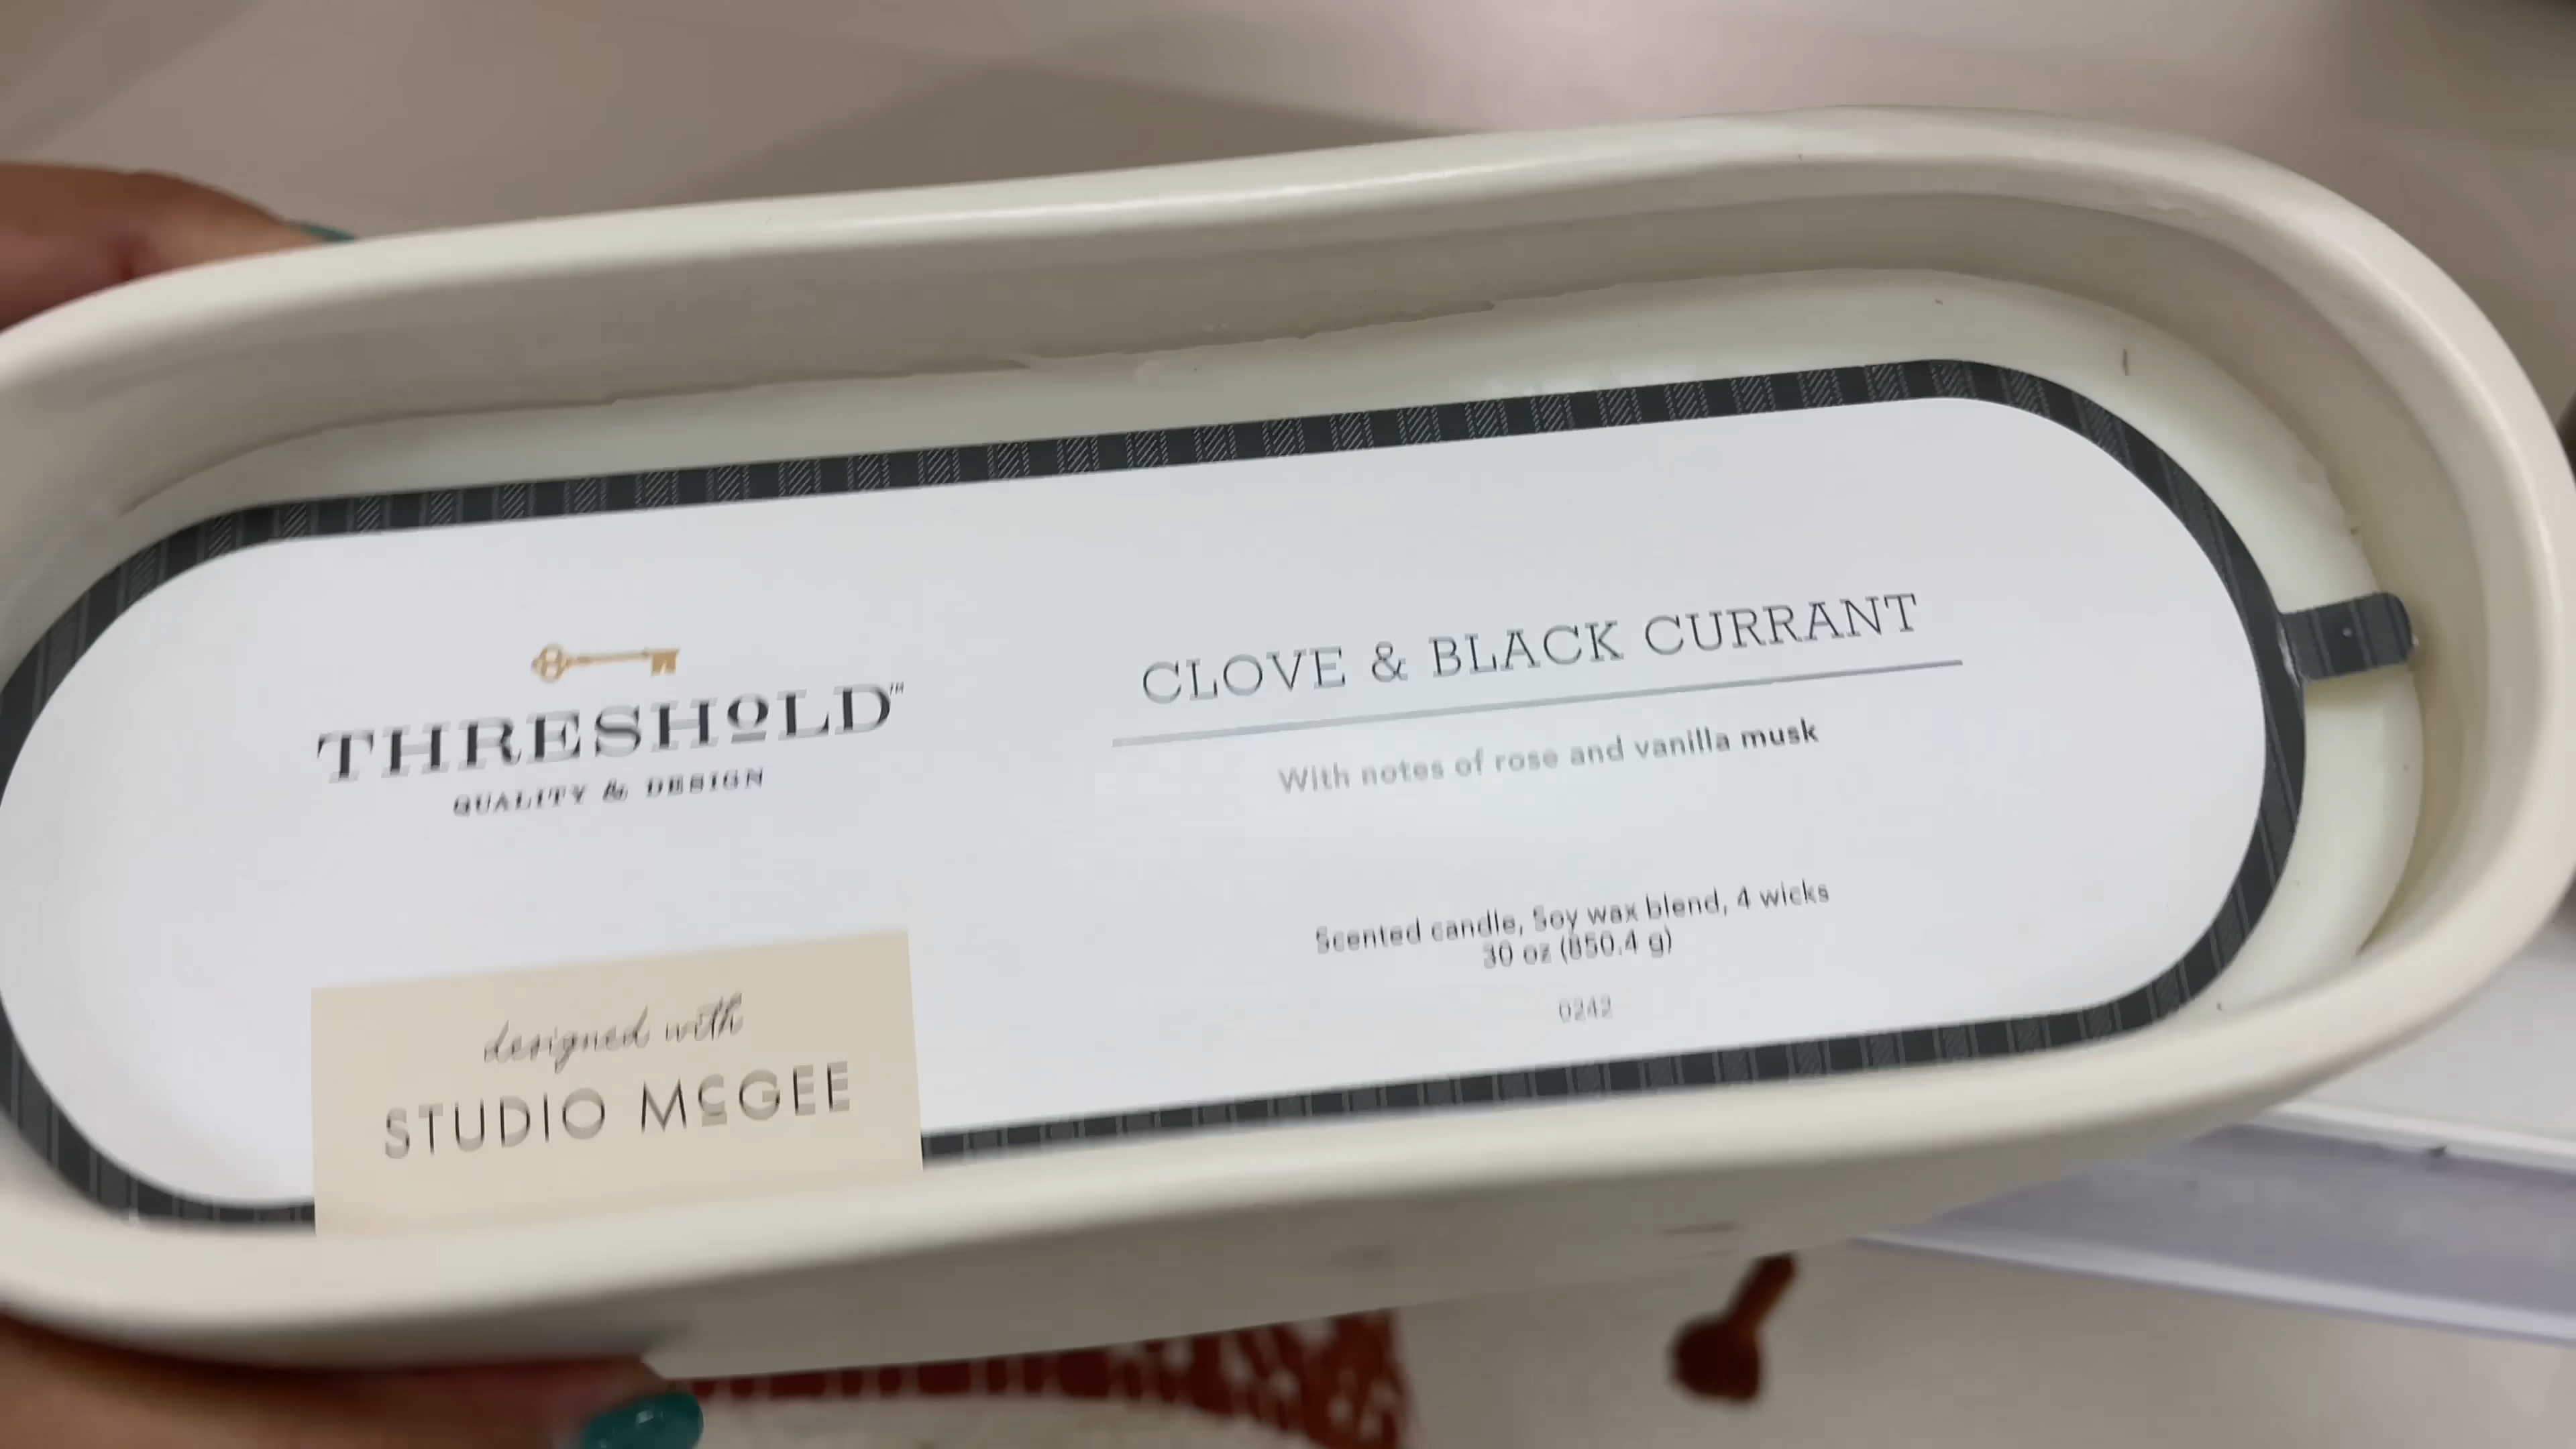 THRESHOLD™
QUALITY & DESIGN
designed with
STUDIO McGEE
CLOVE & BLACK CURRANT
With notes of rose and vanilla musk
Scented candle, Soy wax blend, 4 wicks
30 oz (850.4 g)
0242